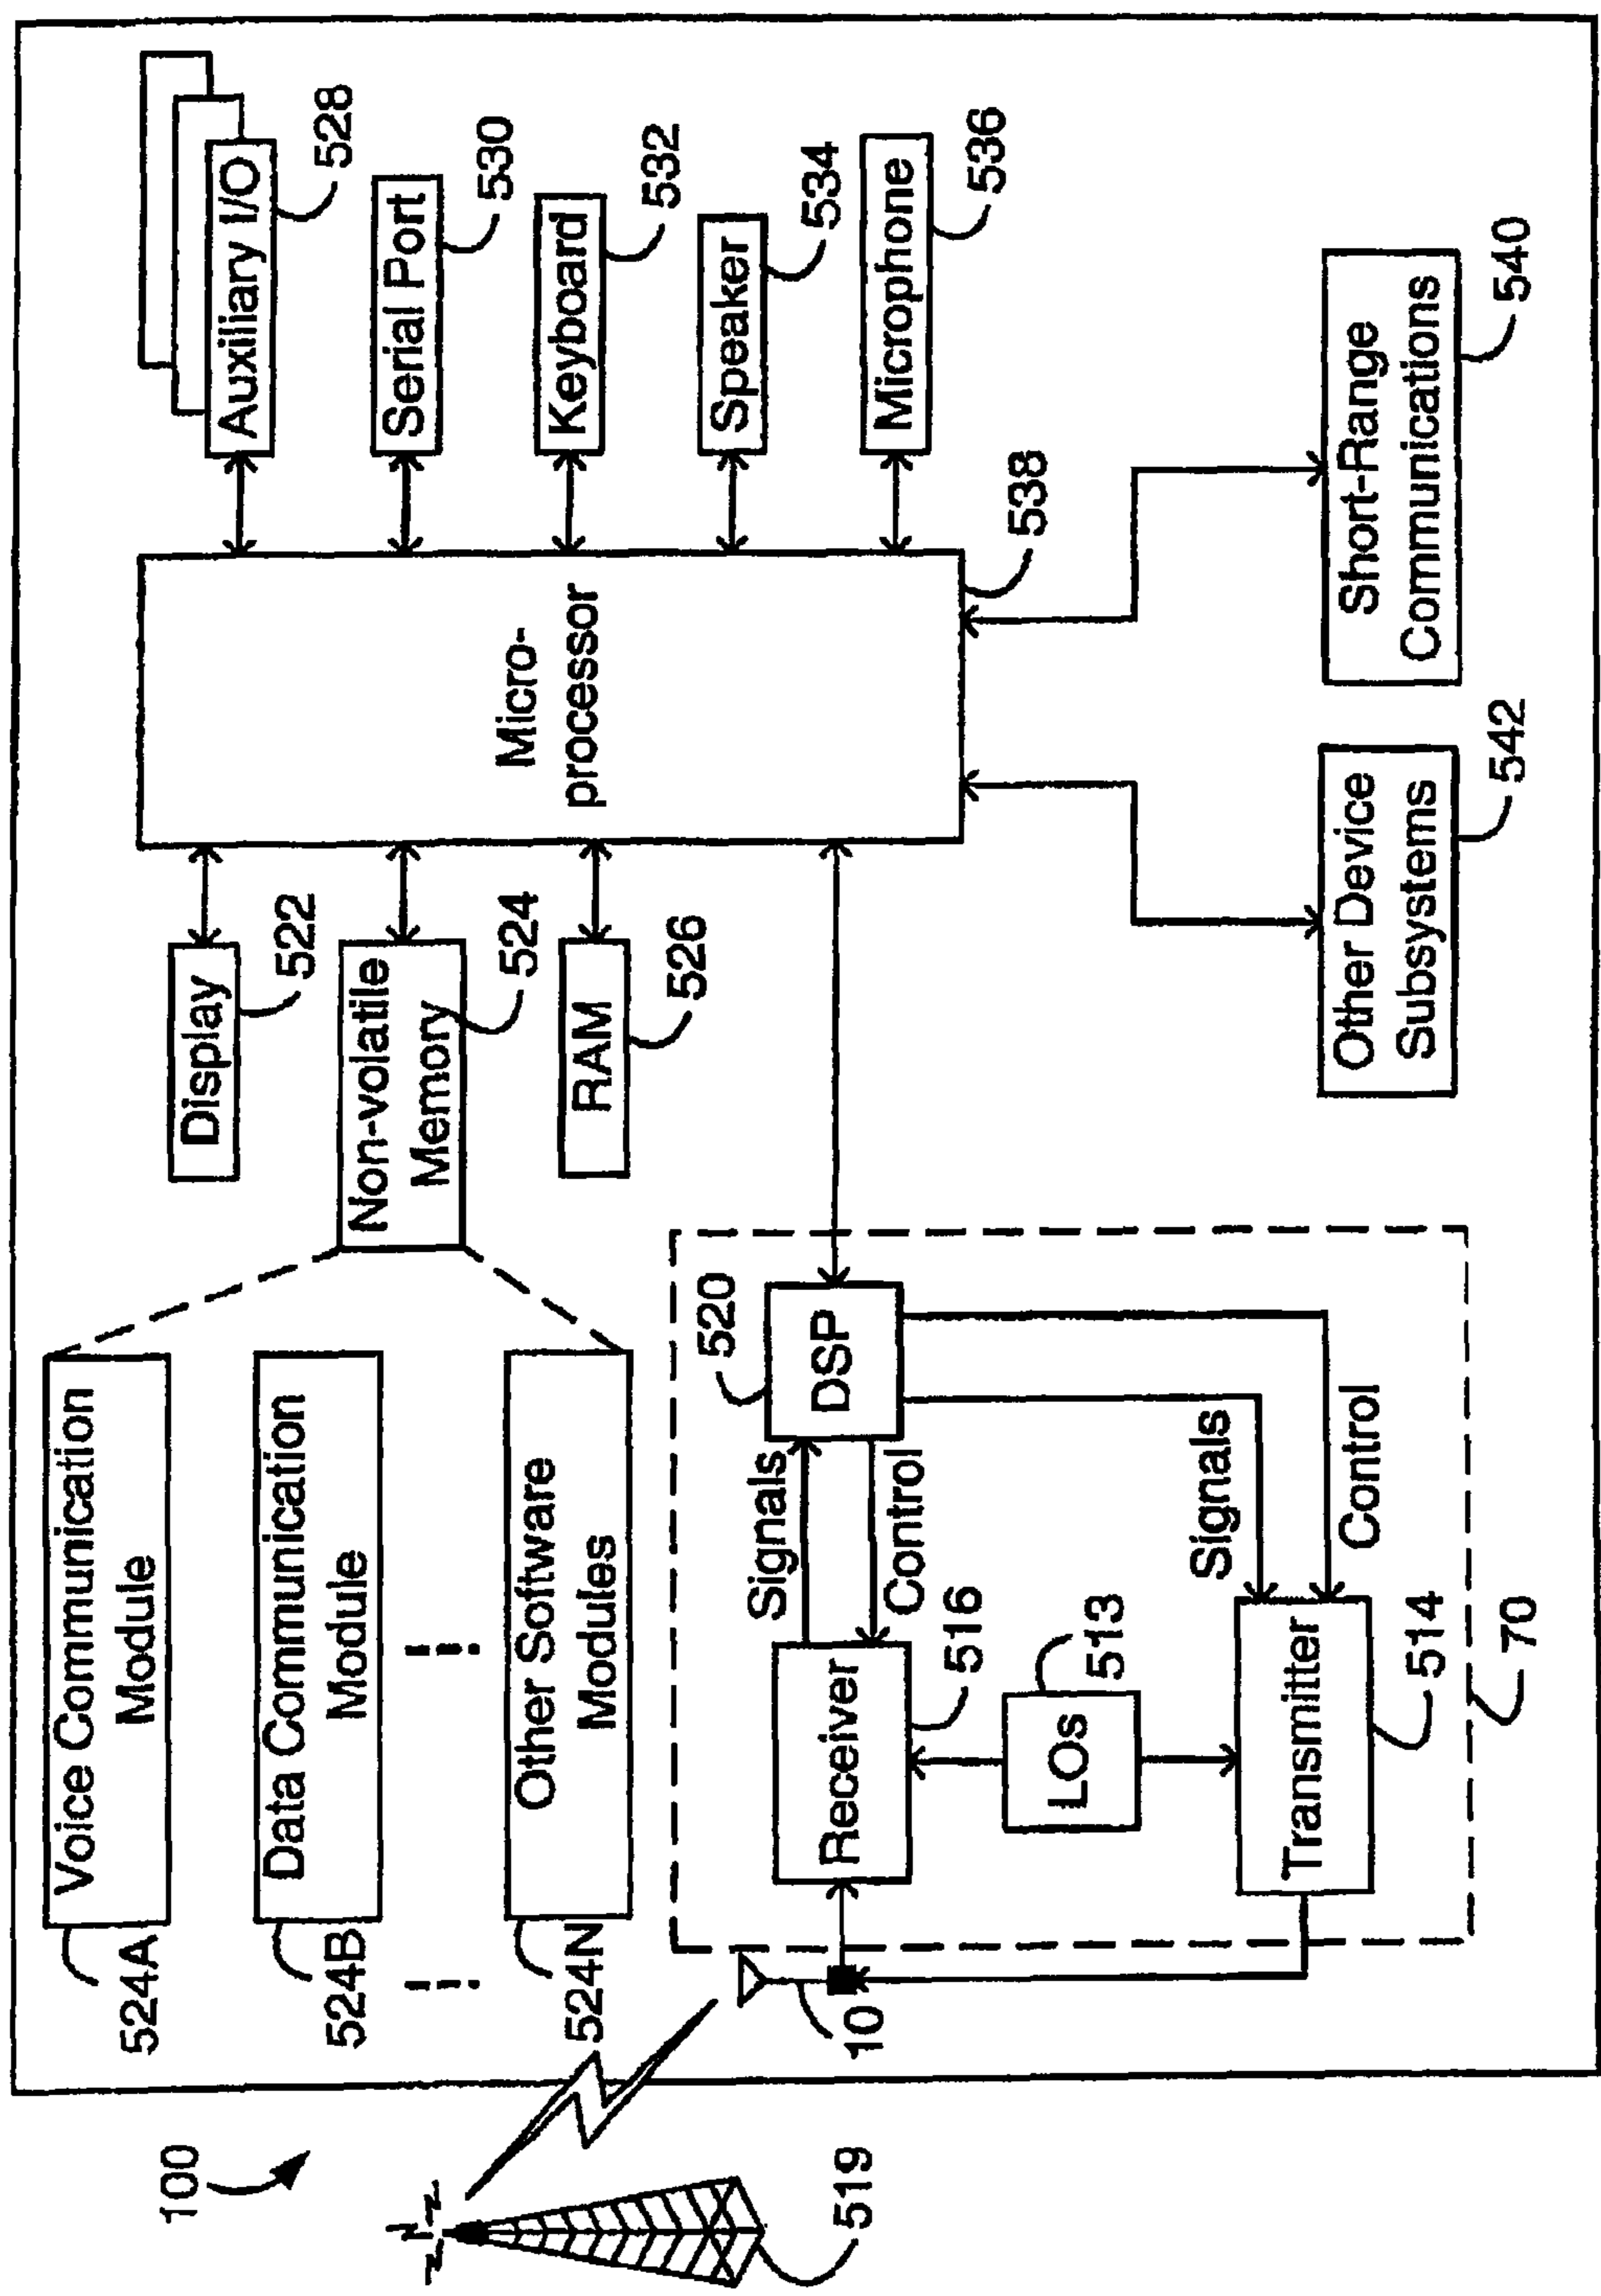 100
519
Voice Communication
Module
524A
Data Communication
Module
524B
Other Software
Modules
524N
Display
522
Non-volatile
Memory
524
RAM
526
Micro-
processor
538
Auxiliary I/O
528
Serial Port
530
Keyboard
532
Speaker
534
Microphone
536
10
Receiver
516
Signals
Control
DSP
520
LOs
513
Signals
Control
Transmitter
514
70
Other Device
Subsystems
542
Short-Range
Communications
540